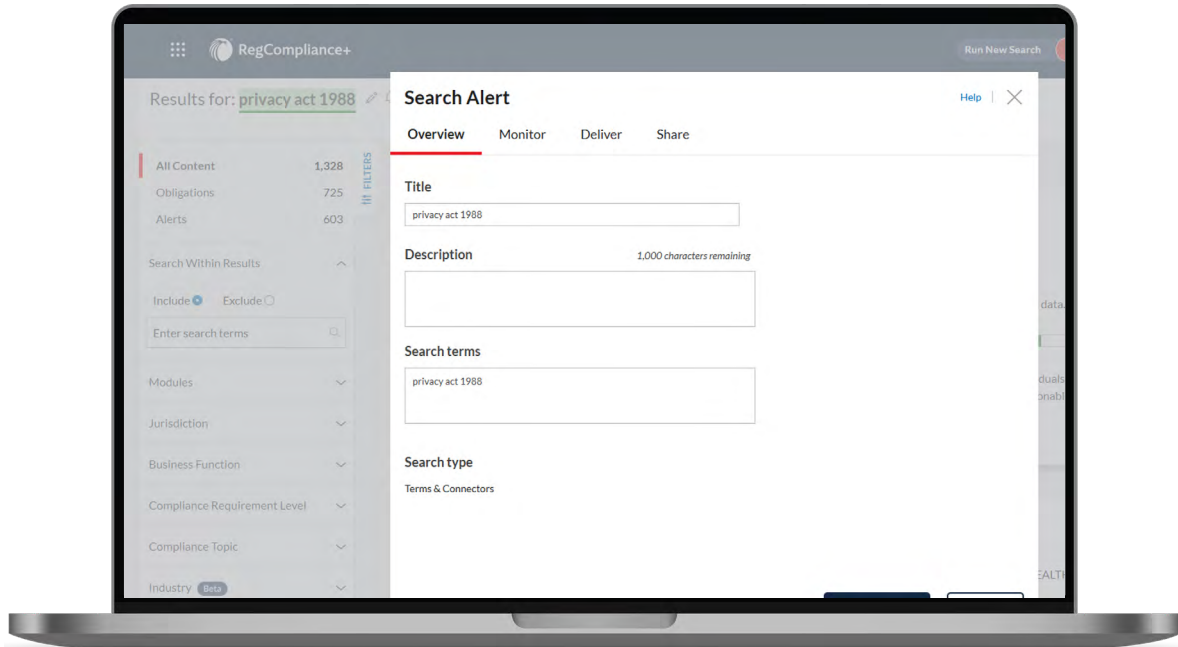 RegCompliance+
Run New Search
Results for: privacy act 1988
All Content 1,328
Obligations 725
Alerts 603
FILTERS
Search Within Results
Include Exclude
Enter search terms
Modules
Jurisdiction
Business Function
Compliance Requirement Level
Compliance Topic
Industry Beta
Search Alert
Help
Overview Monitor Deliver Share
Title
privacy act 1988
Description 1,000 characters remaining
Search terms
privacy act 1988
Search type
Terms & Connectors
data.